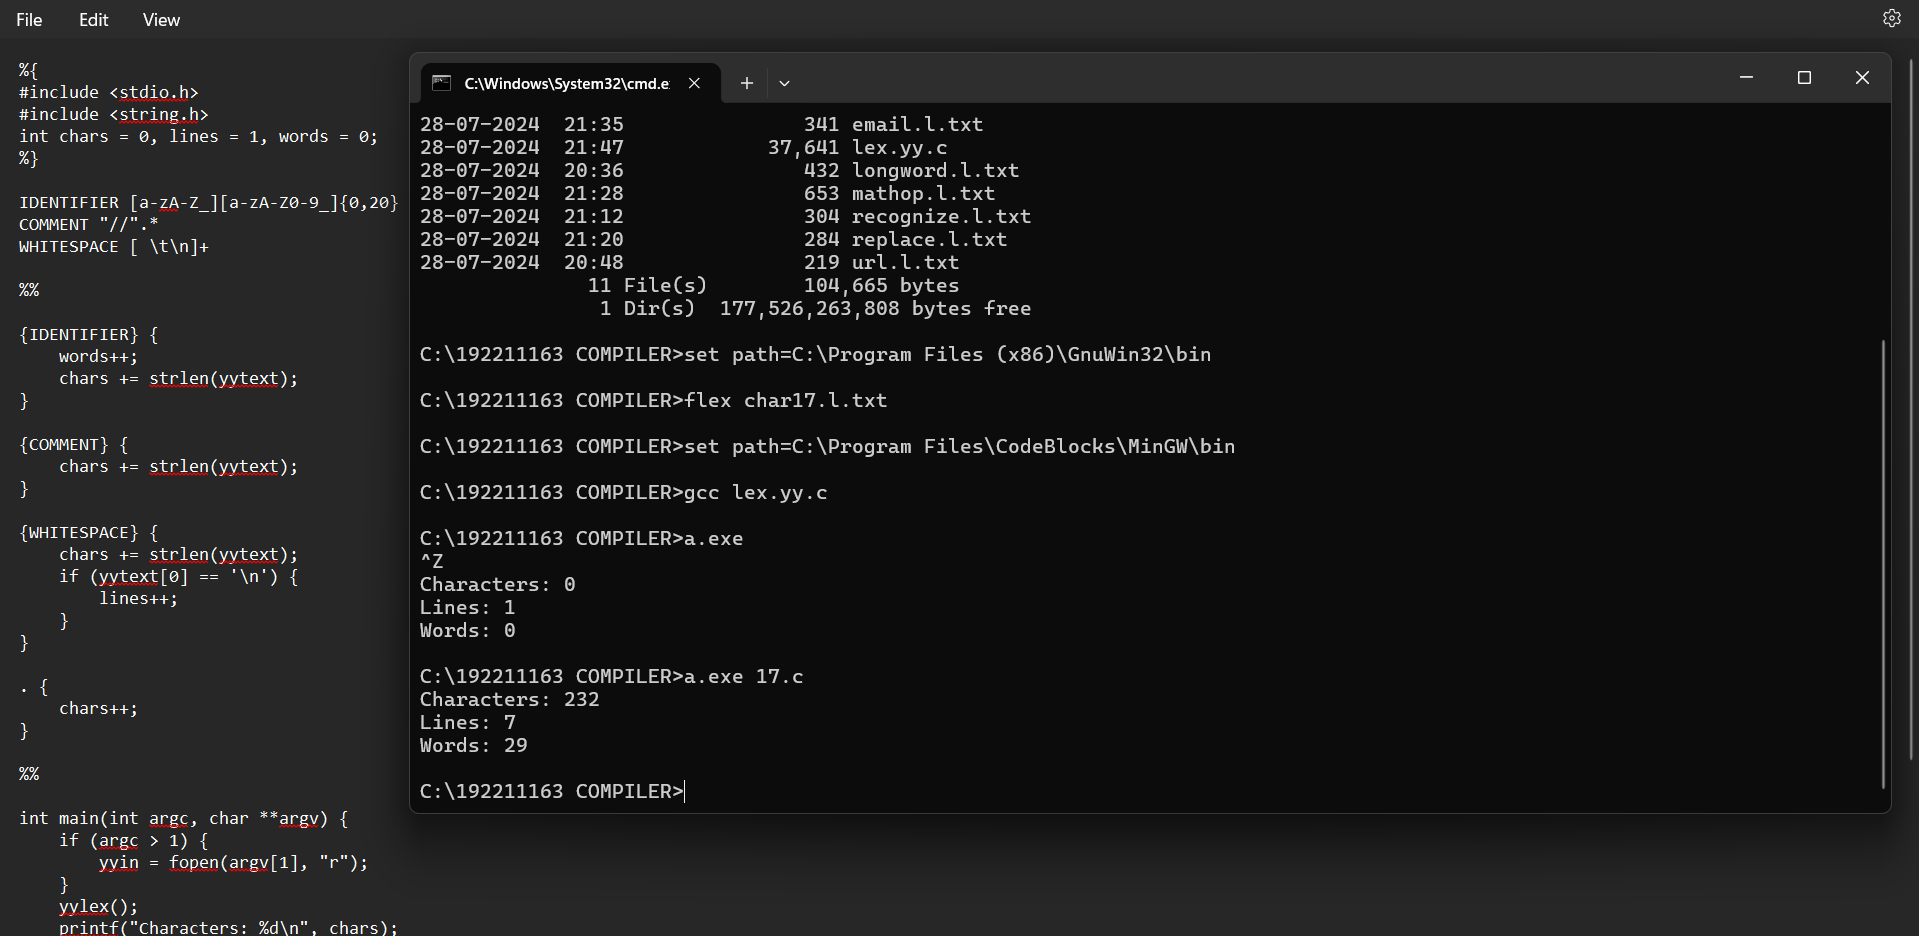 File Edit View
%{
#include <stdio.h>
#include <string.h>
int chars = 0, lines = 1, words = 0;
%}
IDENTIFIER [a-zA-Z_][a-zA-Z0-9_]{0,20}
COMMENT "//".*
WHITESPACE [ \t\n]+
%%
{IDENTIFIER} {
    words++;
    chars += strlen(yytext);
}
{COMMENT} {
    chars += strlen(yytext);
}
{WHITESPACE} {
    chars += strlen(yytext);
    if (yytext[0] == '\n') {
        lines++;
    }
}
. {
    chars++;
}
%%
int main(int argc, char **argv) {
    if (argc > 1) {
        yyin = fopen(argv[1], "r");
    }
    yylex();
    printf("Characters: %d\n", chars);
C:\Windows\System32\cmd.e
28-07-2024  21:35               341 email.l.txt
28-07-2024  21:47            37,641 lex.yy.c
28-07-2024  20:36               432 longword.l.txt
28-07-2024  21:28               653 mathop.l.txt
28-07-2024  21:12               304 recognize.l.txt
28-07-2024  21:20               284 replace.l.txt
28-07-2024  20:48               219 url.l.txt
              11 File(s)        104,665 bytes
               1 Dir(s)  177,526,263,808 bytes free
C:\192211163 COMPILER>set path=C:\Program Files (x86)\GnuWin32\bin
C:\192211163 COMPILER>flex char17.l.txt
C:\192211163 COMPILER>set path=C:\Program Files\CodeBlocks\MinGW\bin
C:\192211163 COMPILER>gcc lex.yy.c
C:\192211163 COMPILER>a.exe
^Z
Characters: 0
Lines: 1
Words: 0
C:\192211163 COMPILER>a.exe 17.c
Characters: 232
Lines: 7
Words: 29
C:\192211163 COMPILER>